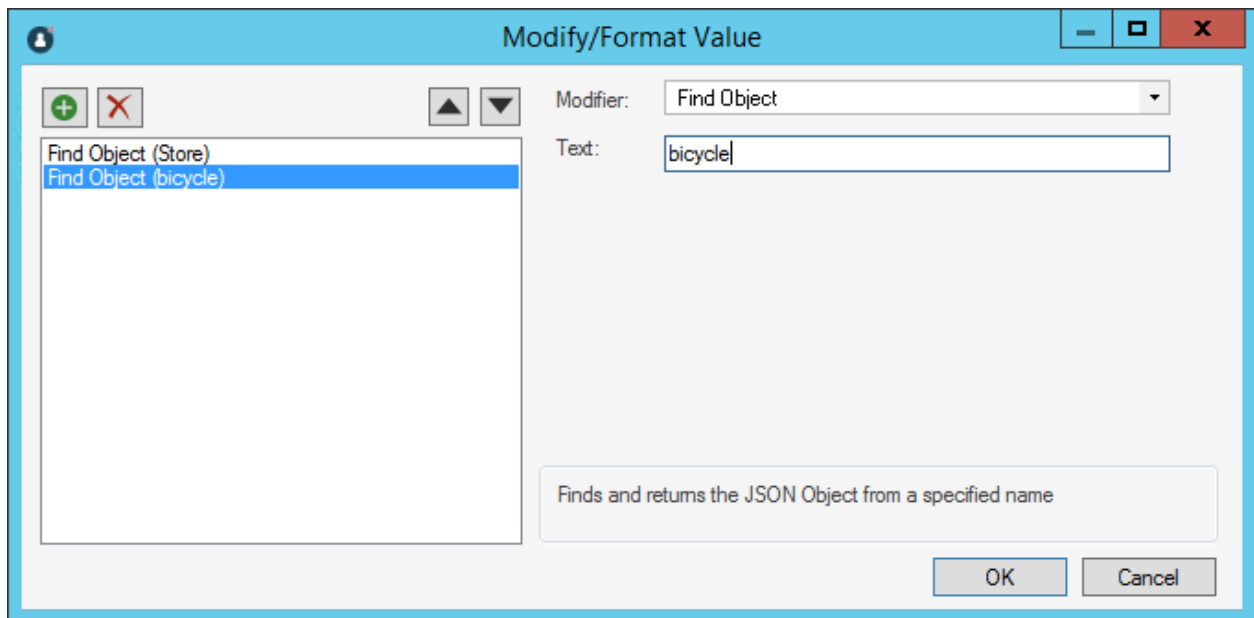 Modify/Format Value
Find Object (Store)
Find Object (bicycle)
Modifier:
Find Object
Text:
bicycle
Finds and returns the JSON Object from a specified name
OK
Cancel